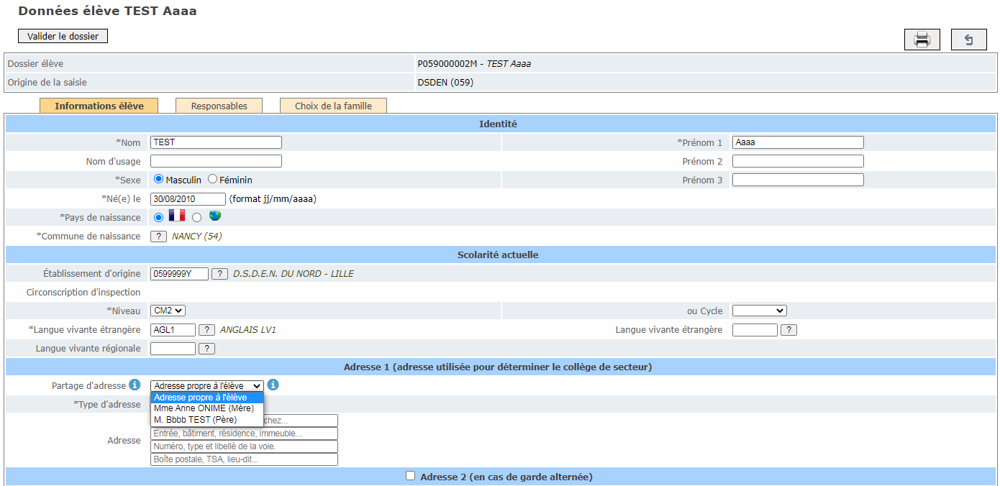 Données élève TEST Aaaa
Valider le dossier
Dossier élève P059000002M - TEST Aaaa
Origine de la saisie DSDEN (059)
Informations élève Responsables Choix de la famille
Identité
*Nom TEST *Prénom 1 Aaaa
Nom d'usage Prénom 2
*Sexe Masculin Féminin Prénom 3
*Né(e) le 30/08/2010 (format jj/mm/aaaa)
*Pays de naissance
*Commune de naissance ? NANCY (54)
Scolarité actuelle
Établissement d'origine 0599999Y ? D.S.D.E.N. DU NORD - LILLE
Circonscription d'inspection
*Niveau CM2 ou Cycle
*Langue vivante étrangère AGL1 ? ANGLAIS LV1 Langue vivante étrangère ?
Langue vivante régionale ?
Adresse 1 (adresse utilisée pour déterminer le collège de secteur)
Partage d'adresse i Adresse propre à l'élève i
Adresse propre à l'élève
*Type d'adresse Mme Anne ONIME (Mère)
M. Bbbb TEST (Père) chez...
Entrée, bâtiment, résidence, immeuble...
Adresse
Numéro, type et libellé de la voie.
Boîte postale, TSA, lieu-dit...
Adresse 2 (en cas de garde alternée)